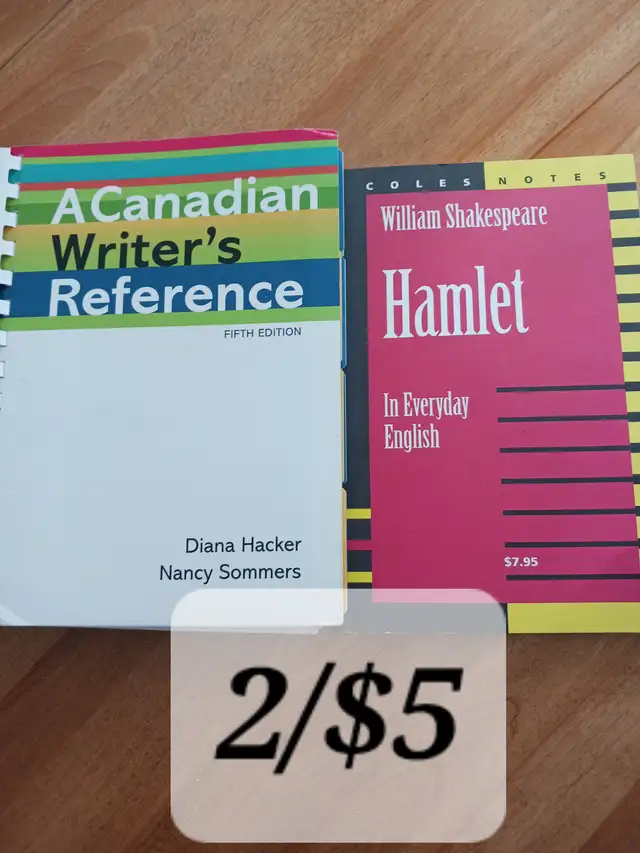 A Canadian
Writer's
Reference
FIFTH EDITION
Diana Hacker
Nancy Sommers
COLES NOTES
William Shakespeare
Hamlet
In Everyday
English
$7.95
2/$5